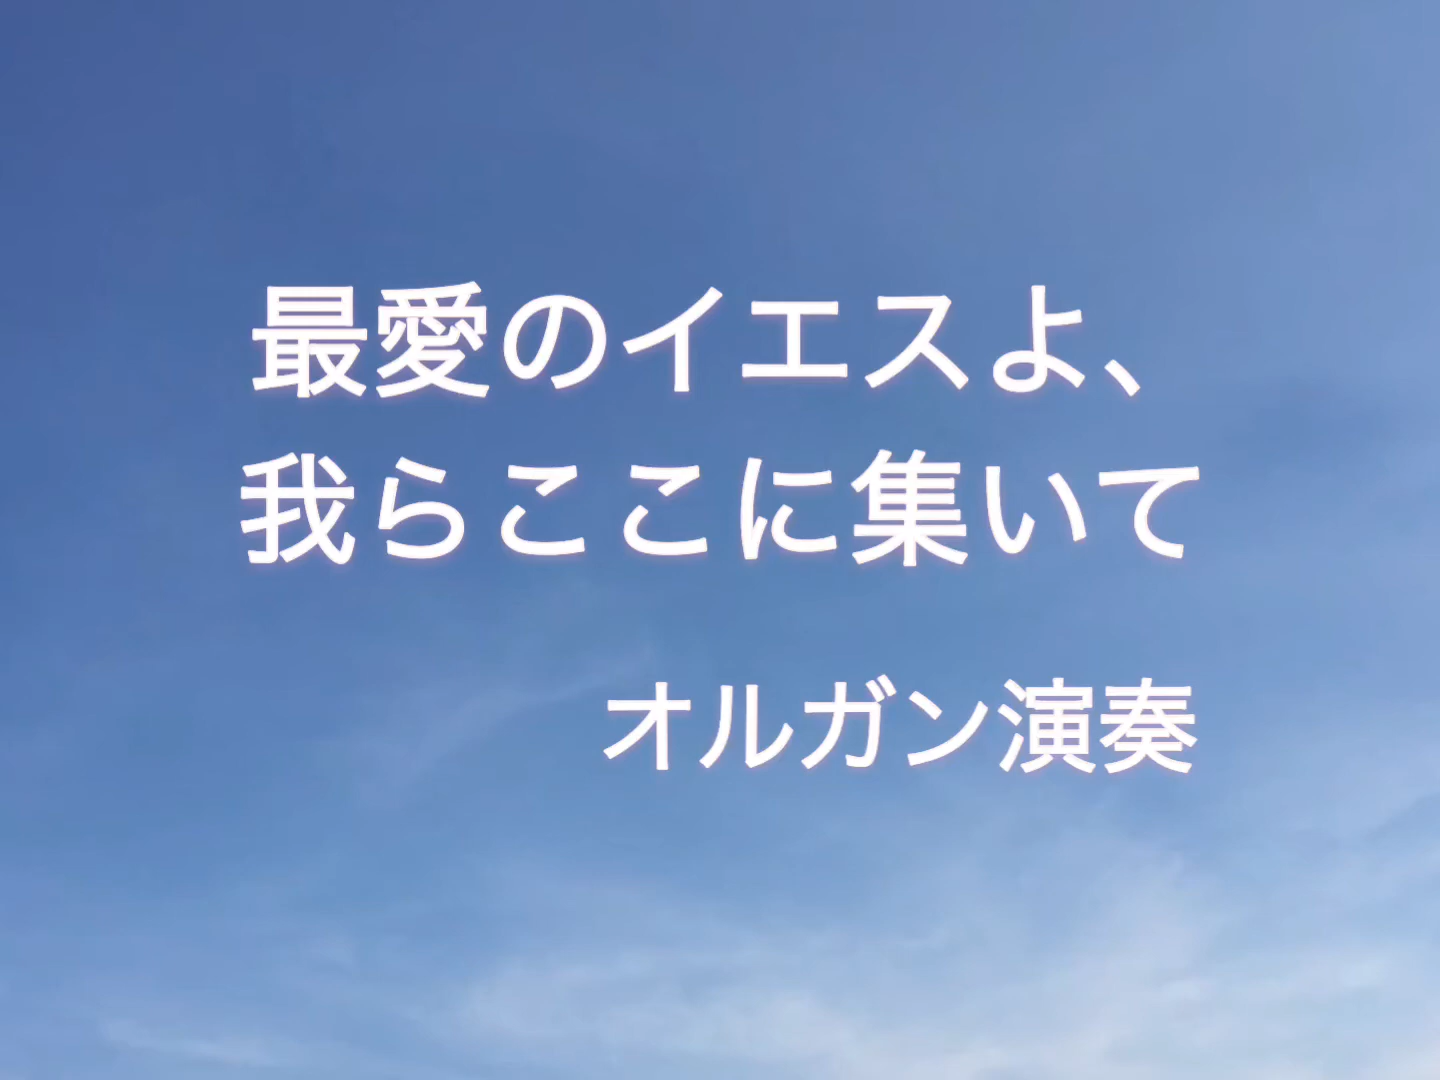 最愛のイエスよ、
我らここに集いて
オルガン演奏